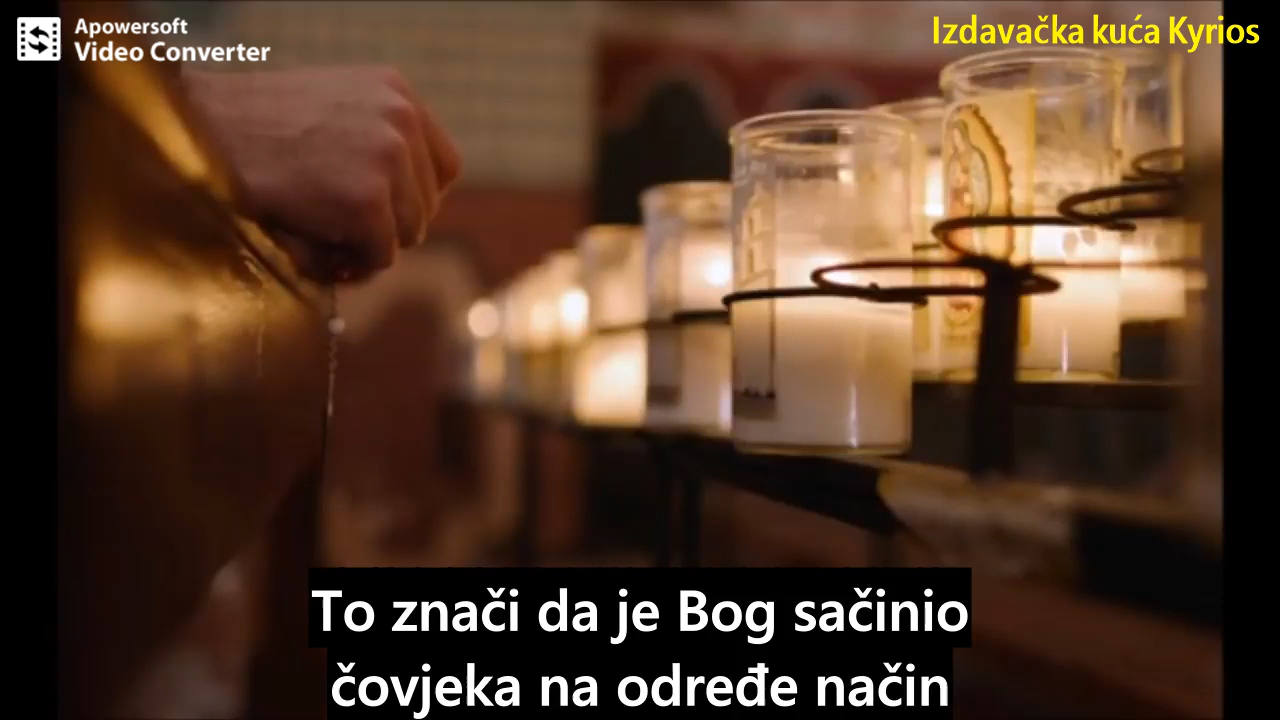 Apowersoft
Video Converter
Izdavačka kuća Kyrios
To znači da je Bog sačinio
čovjeka na određe način